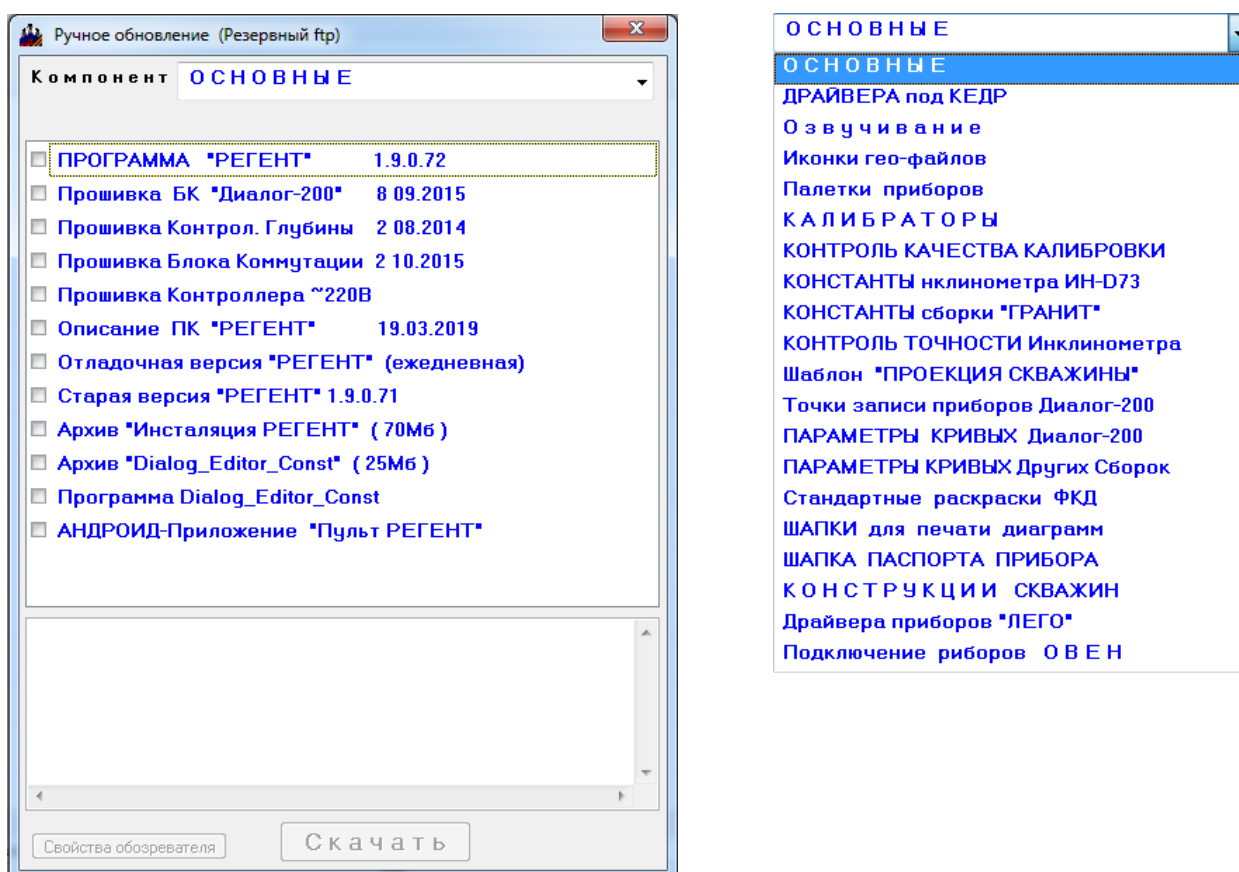 Ручное обновление (Резервный ftp)
Компонент ОСНОВНЫЕ
ПРОГРАММА "РЕГЕНТ" 1.9.0.72
Прошивка БК "Диалог-200" 8 09.2015
Прошивка Контрол. Глубины 2 08.2014
Прошивка Блока Коммутации 2 10.2015
Прошивка Контроллера ~220В
Описание ПК "РЕГЕНТ" 19.03.2019
Отладочная версия "РЕГЕНТ" (ежедневная)
Старая версия "РЕГЕНТ" 1.9.0.71
Архив "Инсталяция РЕГЕНТ" ( 70Мб )
Архив "Dialog_Editor_Const" ( 25Мб )
Программа Dialog_Editor_Const
АНДРОИД-Приложение "Пульт РЕГЕНТ"
Свойства обозревателя
Скачать
ОСНОВНЫЕ
ОСНОВНЫЕ
ДРАЙВЕРА под КЕДР
Озвучивание
Иконки гео-файлов
Палетки приборов
КАЛИБРАТОРЫ
КОНТРОЛЬ КАЧЕСТВА КАЛИБРОВКИ
КОНСТАНТЫ нклинометра ИН-D73
КОНСТАНТЫ сборки "ГРАНИТ"
КОНТРОЛЬ ТОЧНОСТИ Инклинометра
Шаблон "ПРОЕКЦИЯ СКВАЖИНЫ"
Точки записи приборов Диалог-200
ПАРАМЕТРЫ КРИВЫХ Диалог-200
ПАРАМЕТРЫ КРИВЫХ Других Сборок
Стандартные раскраски ФКД
ШАПКИ для печати диаграмм
ШАПКА ПАСПОРТА ПРИБОРА
КОНСТРУКЦИИ СКВАЖИН
Драйвера приборов "ЛЕГО"
Подключение риборов ОВЕН